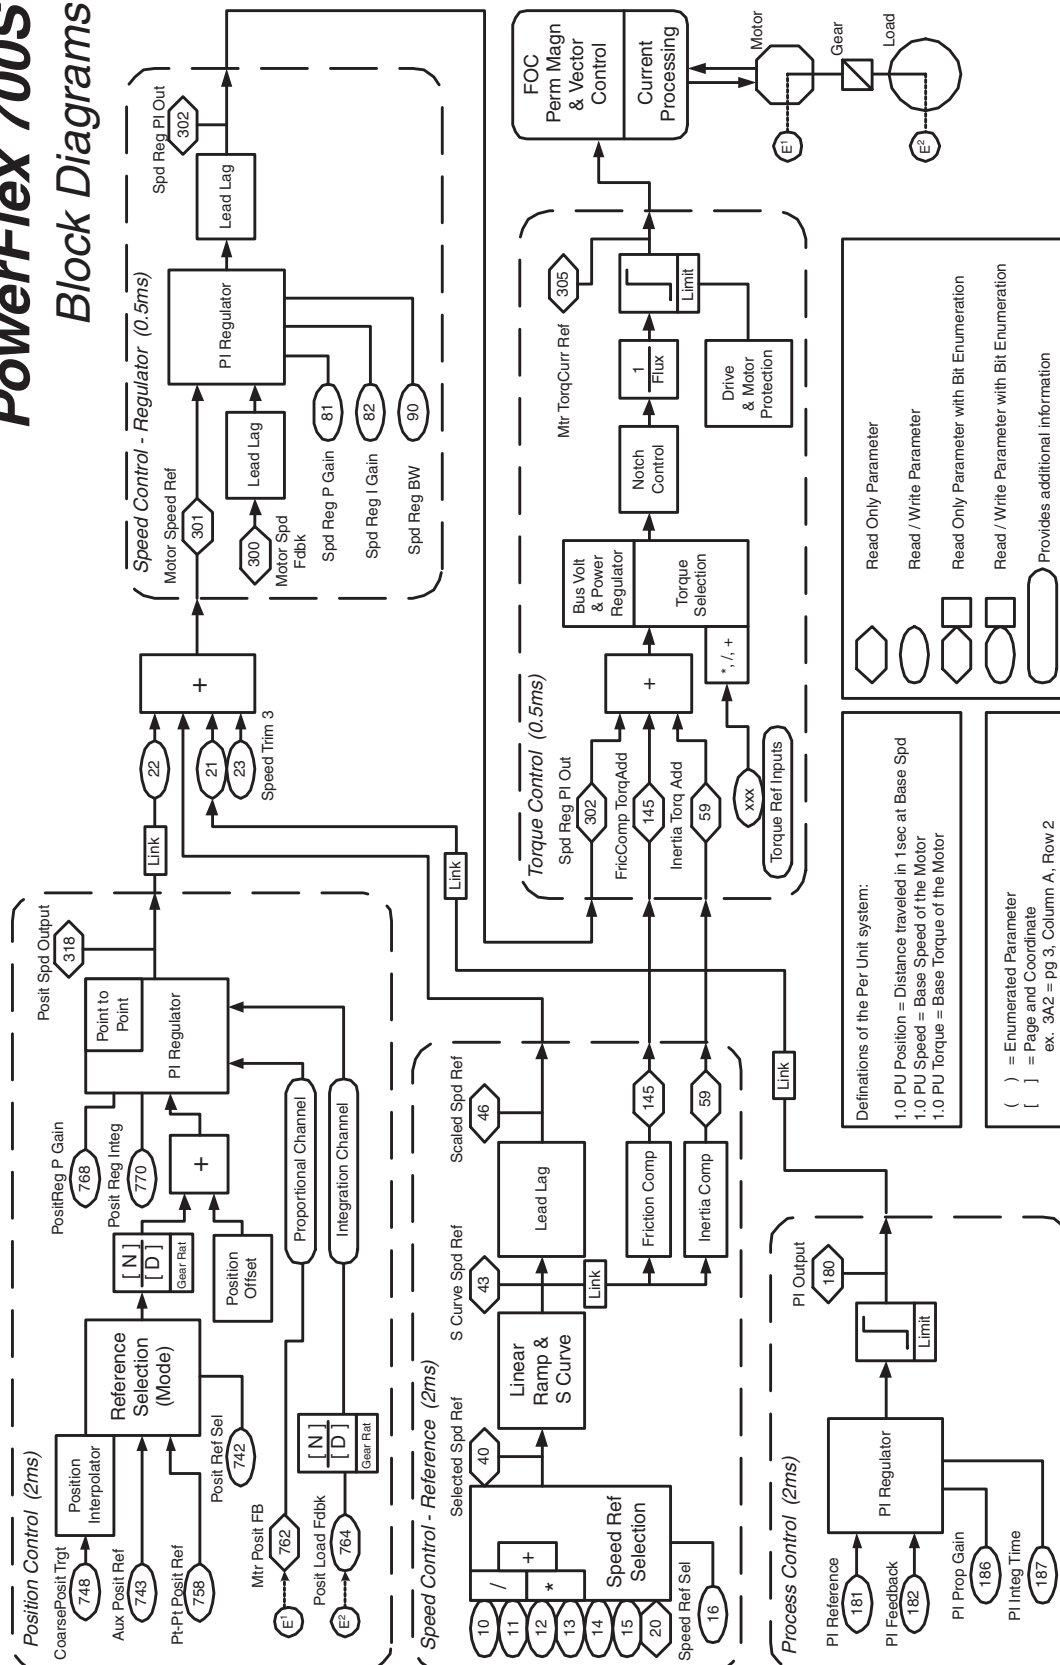 PowerFlex 700S
Block Diagrams
Position Control (2ms)
CoarsePosit Trgt
748
Aux Posit Ref
743
Pt-Pt Posit Ref
758
Position
Interpolator
Reference
Selection
(Mode)
Posit Ref Sel
742
[ N ]
[ D ]
Gear Rat
Position
Offset
+
PositReg P Gain
768
Posit Reg Integ
770
Point to
Point
PI Regulator
Posit Spd Output
318
Mtr Posit FB
E1
762
Proportional Channel
Posit Load Fdbk
E2
764
[ N ]
[ D ]
Gear Rat
Integration Channel
Link
22
21
23
Speed Trim 3
+
Link
Speed Control - Regulator (0.5ms)
Motor Speed Ref
301
300
Motor Spd
Fdbk
Lead Lag
PI Regulator
Spd Reg P Gain
81
Spd Reg I Gain
82
Spd Reg BW
90
Lead Lag
Spd Reg PI Out
302
Speed Control - Reference (2ms)
10
11
12
13
14
15
20
/
*
+
Speed Ref
Selection
Speed Ref Sel
16
Selected Spd Ref
40
Linear
Ramp &
S Curve
S Curve Spd Ref
43
Link
Lead Lag
Scaled Spd Ref
46
Friction Comp
145
Inertia Comp
59
Torque Control (0.5ms)
Spd Reg PI Out
302
FricComp TorqAdd
145
Inertia Torq Add
59
xxx
Torque Ref Inputs
+
*, /, +
Bus Volt
& Power
Regulator
Torque
Selection
Notch
Control
1
Flux
Limit
Drive
& Motor
Protection
Mtr TorqCurr Ref
305
FOC
Perm Magn
& Vector
Control
Current
Processing
Motor
Gear
Load
E1
E2
Process Control (2ms)
PI Reference
181
PI Feedback
182
PI Prop Gain
186
PI Integ Time
187
PI Regulator
Limit
PI Output
180
Link
Definations of the Per Unit system:
1.0 PU Position = Distance traveled in 1sec at Base Spd
1.0 PU Speed = Base Speed of the Motor
1.0 PU Torque = Base Torque of the Motor
Read Only Parameter
Read / Write Parameter
Read Only Parameter with Bit Enumeration
Read / Write Parameter with Bit Enumeration
Provides additional information
( ) = Enumerated Parameter
[ ] = Page and Coordinate
ex. 3A2 = pg 3, Column A, Row 2